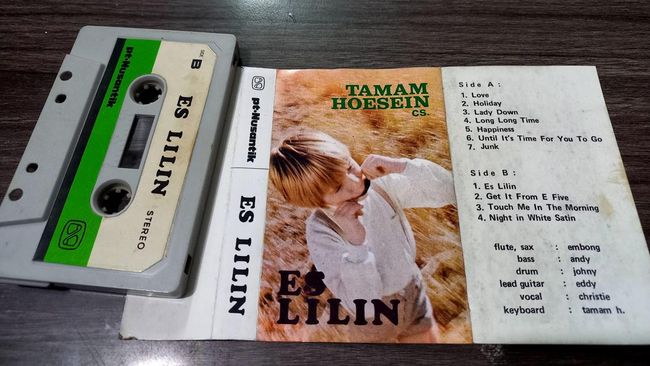 pt-Nusantik
SIDE
B
ES LILIN
STEREO
pt-Nusantik
ES LILIN
TAMAM
HOESEIN
CS.
ES
LILIN
Side A :
1. Love
2. Holiday
3. Lady Down
4. Long Long Time
5. Happiness
6. Until It's Time For You To Go
7. Junk
Side B :
1. Es Lilin
2. Get It From E Five
3. Touch Me In The Morning
4. Night in White Satin
flute, sax : embong
bass : andy
drum : johny
lead guitar : eddy
vocal : christie
keyboard : tamam h.